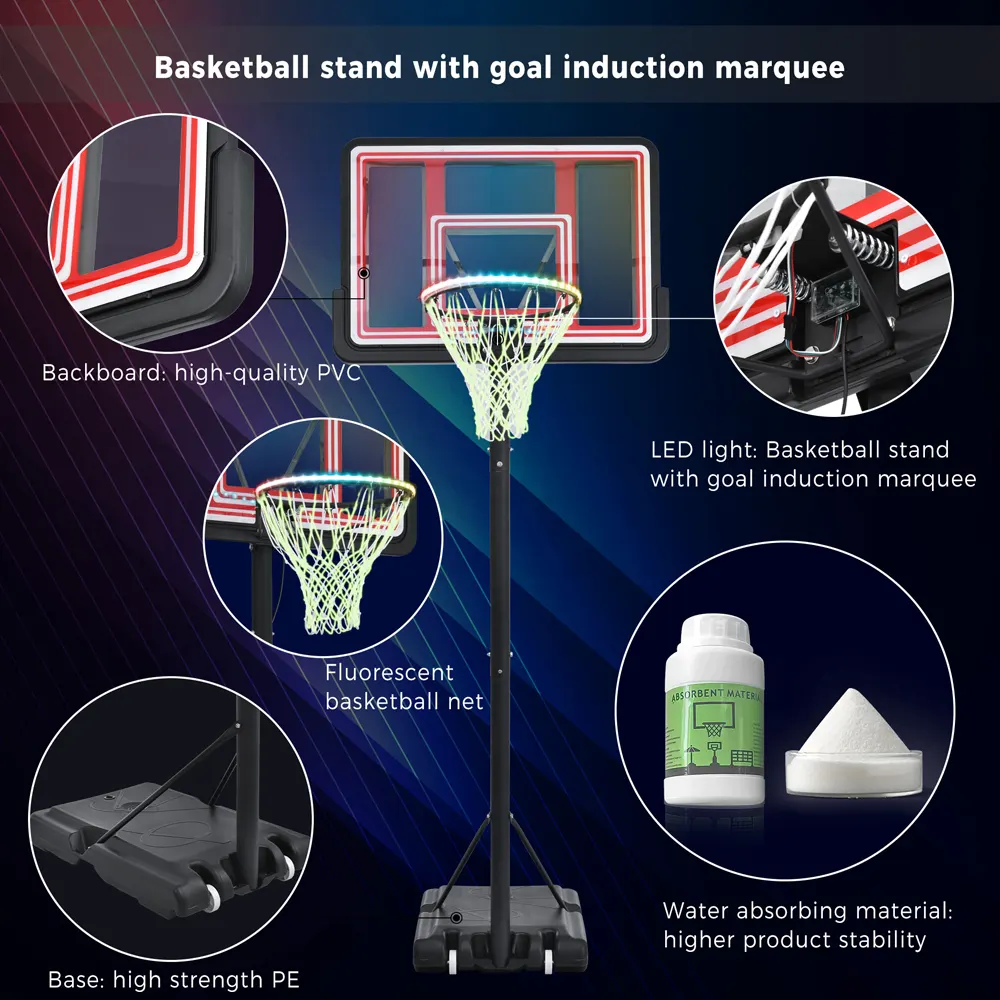 Basketball stand with goal induction marquee
Backboard: high-quality PVC
LED light: Basketball stand
with goal induction marquee
Fluorescent
basketball net
ABSORBENT MATERIA
Water absorbing material:
higher product stability
Base: high strength PE